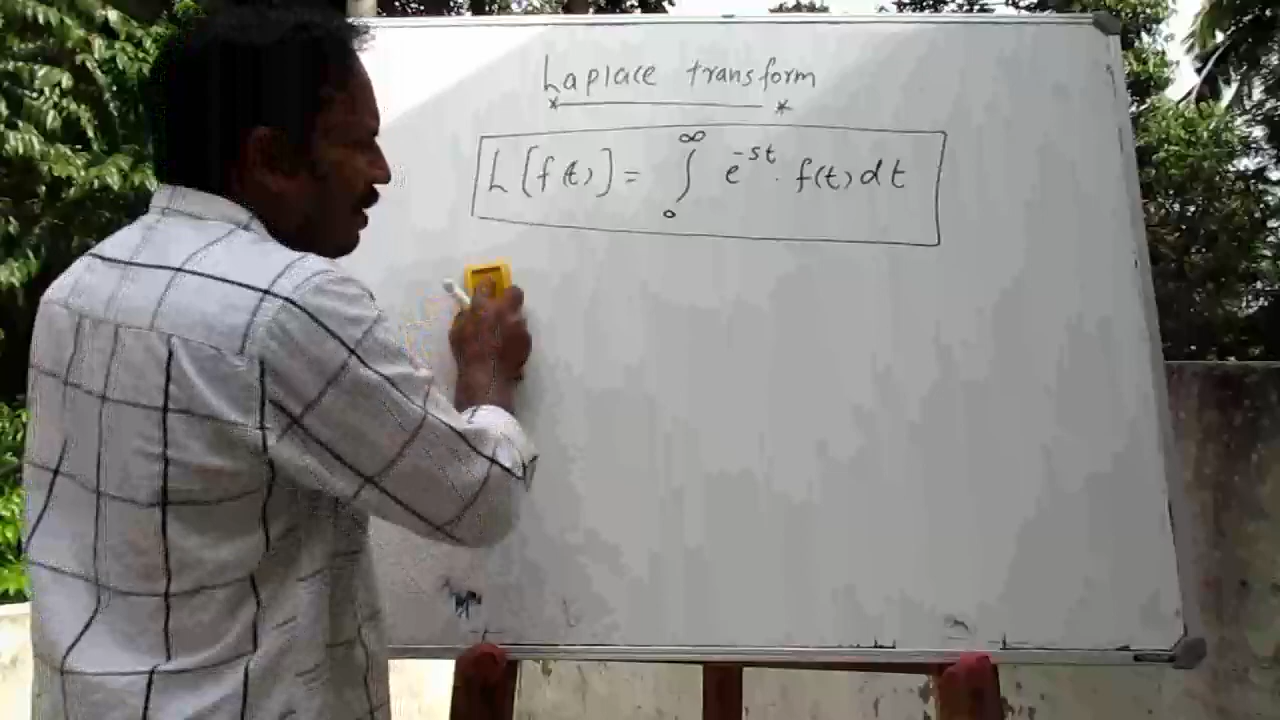 Laplace transform
L[f(t)] = ∫₀^∞ e^{-st} . f(t) dt